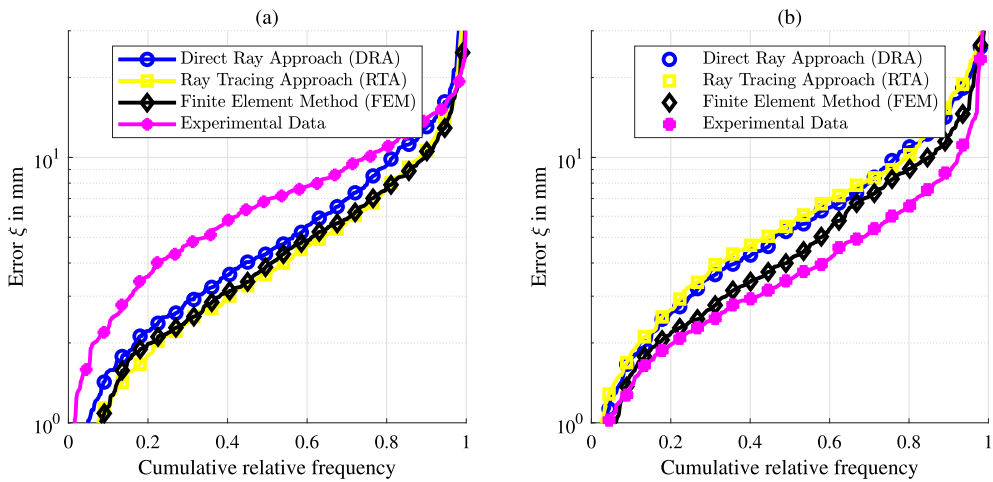 (a)
Direct Ray Approach (DRA)
Ray Tracing Approach (RTA)
Finite Element Method (FEM)
Experimental Data
10^1
10^0
Error ξ in mm
0 0.2 0.4 0.6 0.8 1
Cumulative relative frequency
(b)
Direct Ray Approach (DRA)
Ray Tracing Approach (RTA)
Finite Element Method (FEM)
Experimental Data
10^1
10^0
Error ξ in mm
0 0.2 0.4 0.6 0.8 1
Cumulative relative frequency